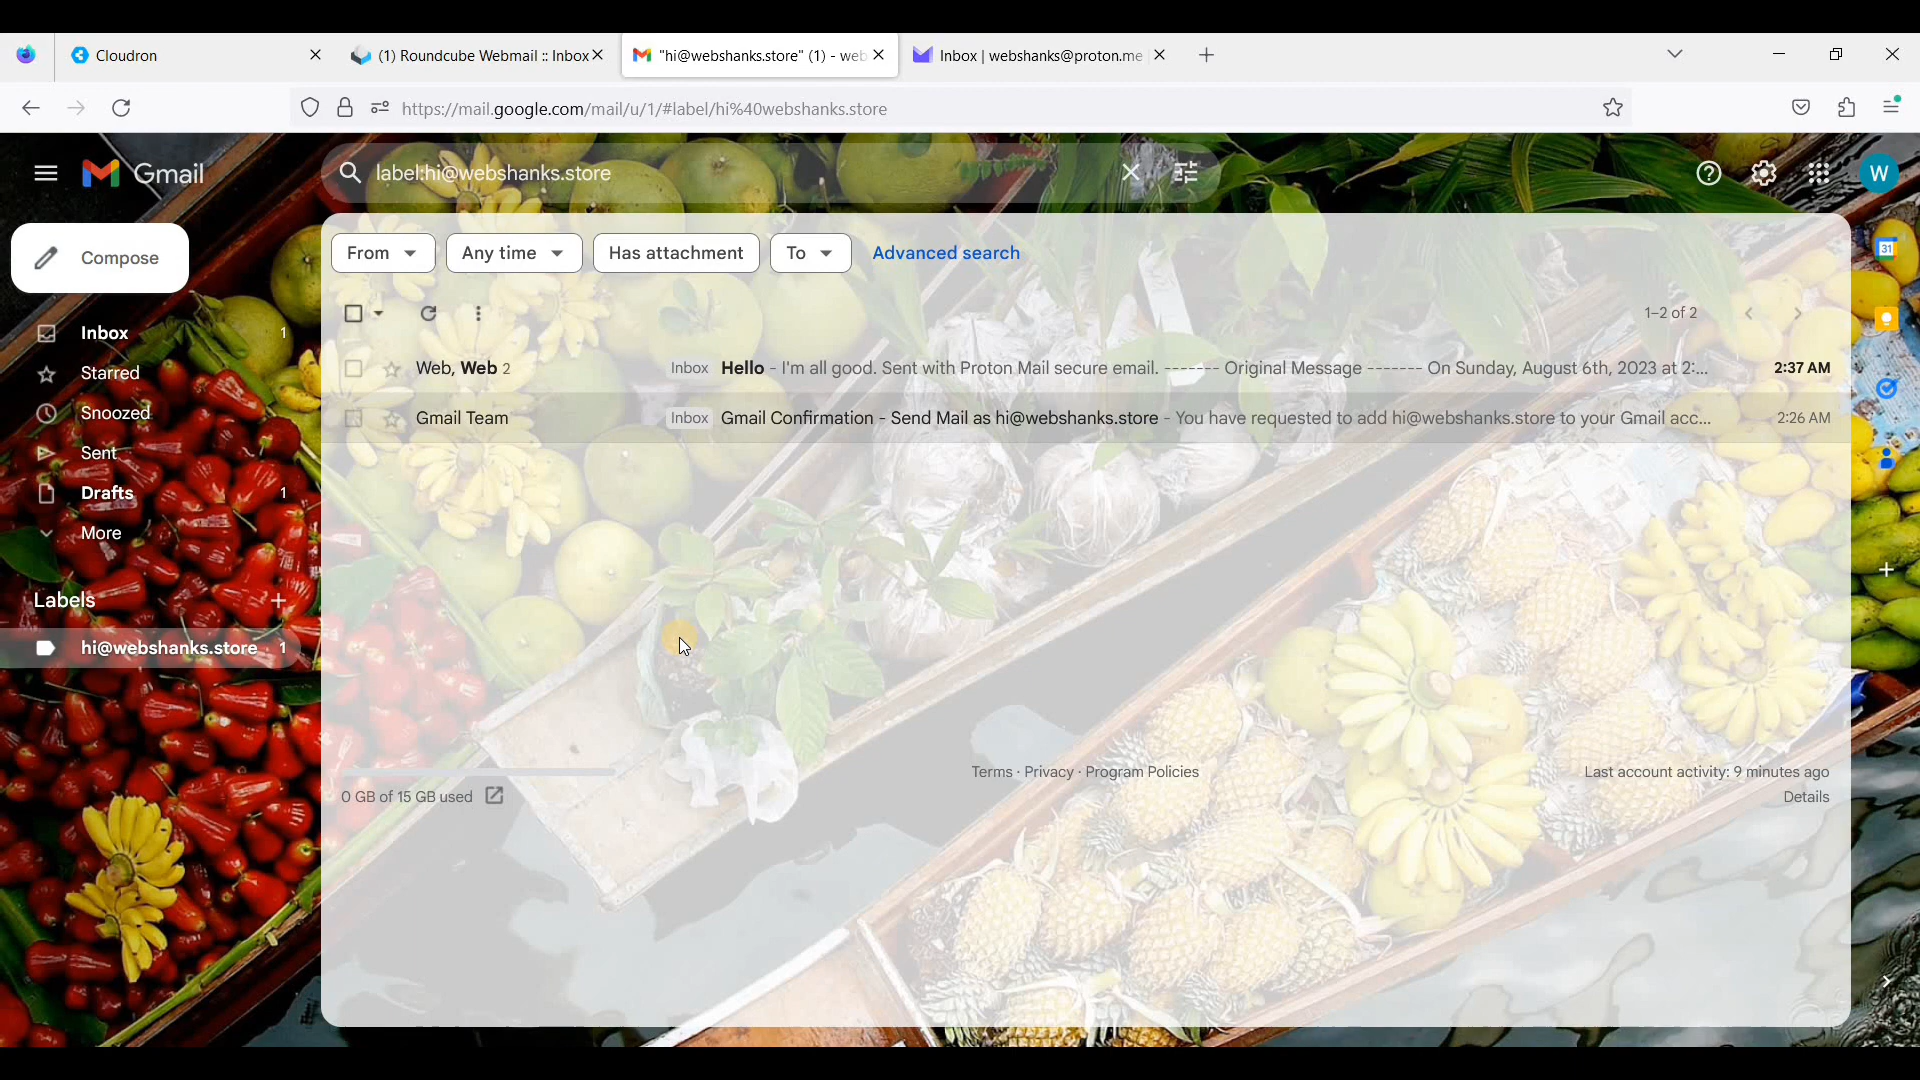 Cloudron
(1) Roundcube Webmail :: Inbox
"hi@webshanks.store" (1) - web
Inbox | webshanks@proton.me
https://mail.google.com/mail/u/1/#label/hi%40webshanks.store
Gmail
label:hi@webshanks.store
W
Compose
From
Any time
Has attachment
To
Advanced search
31
1–2 of 2
Inbox 1
Starred
Snoozed
Sent
Drafts 1
More
Labels
hi@webshanks.store 1
Web, Web 2 Inbox Hello - I'm all good. Sent with Proton Mail secure email. ------- Original Message ------- On Sunday, August 6th, 2023 at 2:... 2:37 AM
Gmail Team Inbox Gmail Confirmation - Send Mail as hi@webshanks.store - You have requested to add hi@webshanks.store to your Gmail acc... 2:26 AM
0 GB of 15 GB used
Terms · Privacy · Program Policies
Last account activity: 9 minutes ago
Details